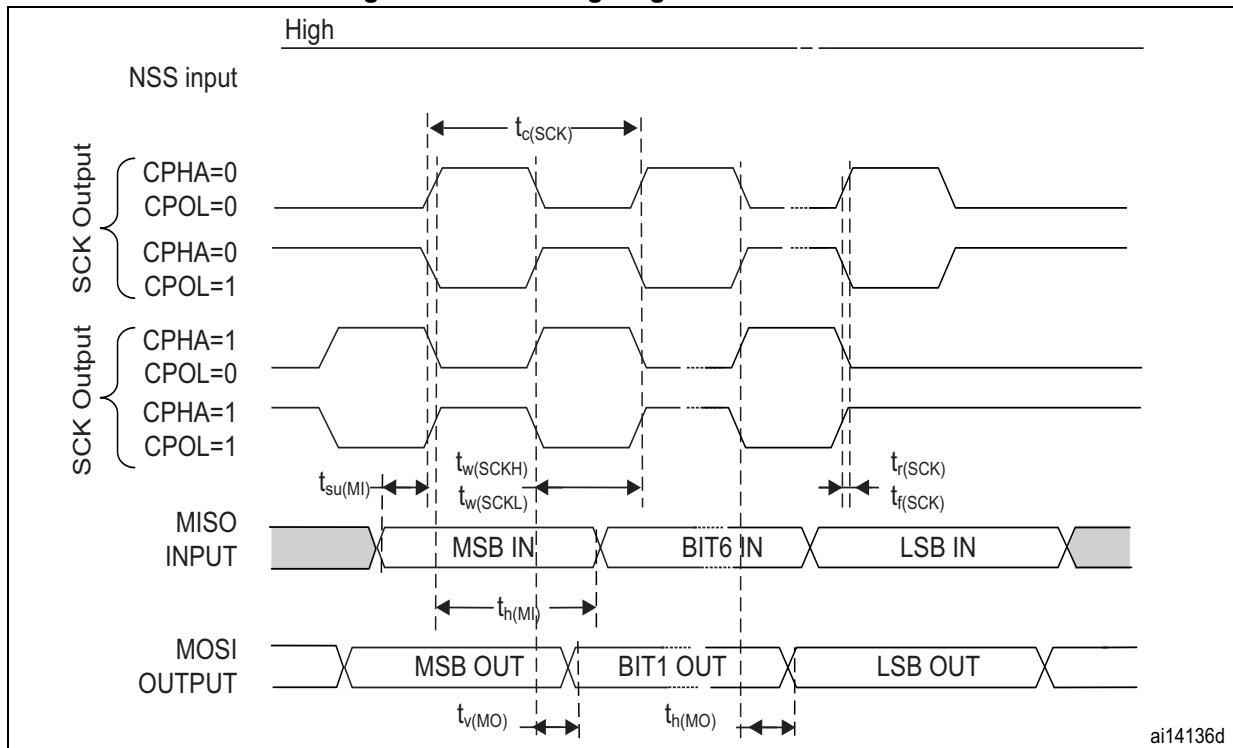 High
NSS input
tc(SCK)
SCK Output
CPHA=0
CPOL=0
CPHA=0
CPOL=1
SCK Output
CPHA=1
CPOL=0
CPHA=1
CPOL=1
tsu(MI)
tw(SCKH)
tw(SCKL)
tr(SCK)
tf(SCK)
MISO
INPUT
MSB IN
BIT6 IN
LSB IN
th(MI)
MOSI
OUTPUT
MSB OUT
BIT1 OUT
LSB OUT
tv(MO)
th(MO)
ai14136d